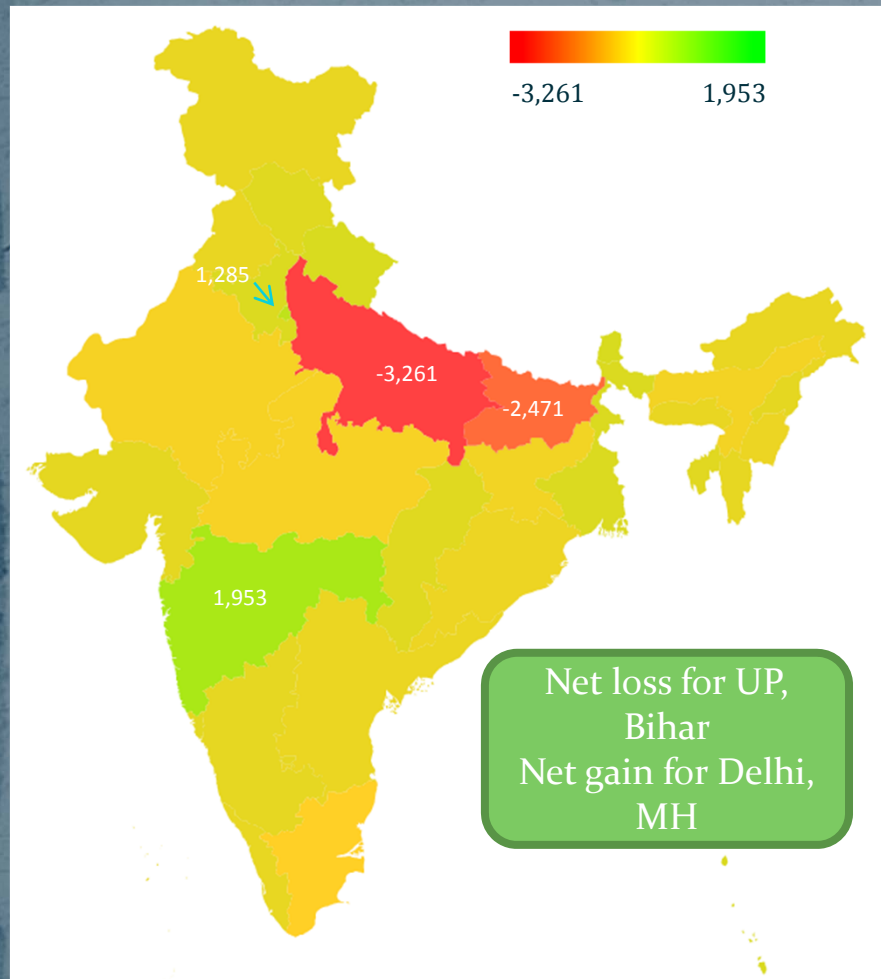 -3,261 1,953
1,285
-3,261
-2,471
1,953
Net loss for UP,
Bihar
Net gain for Delhi,
MH